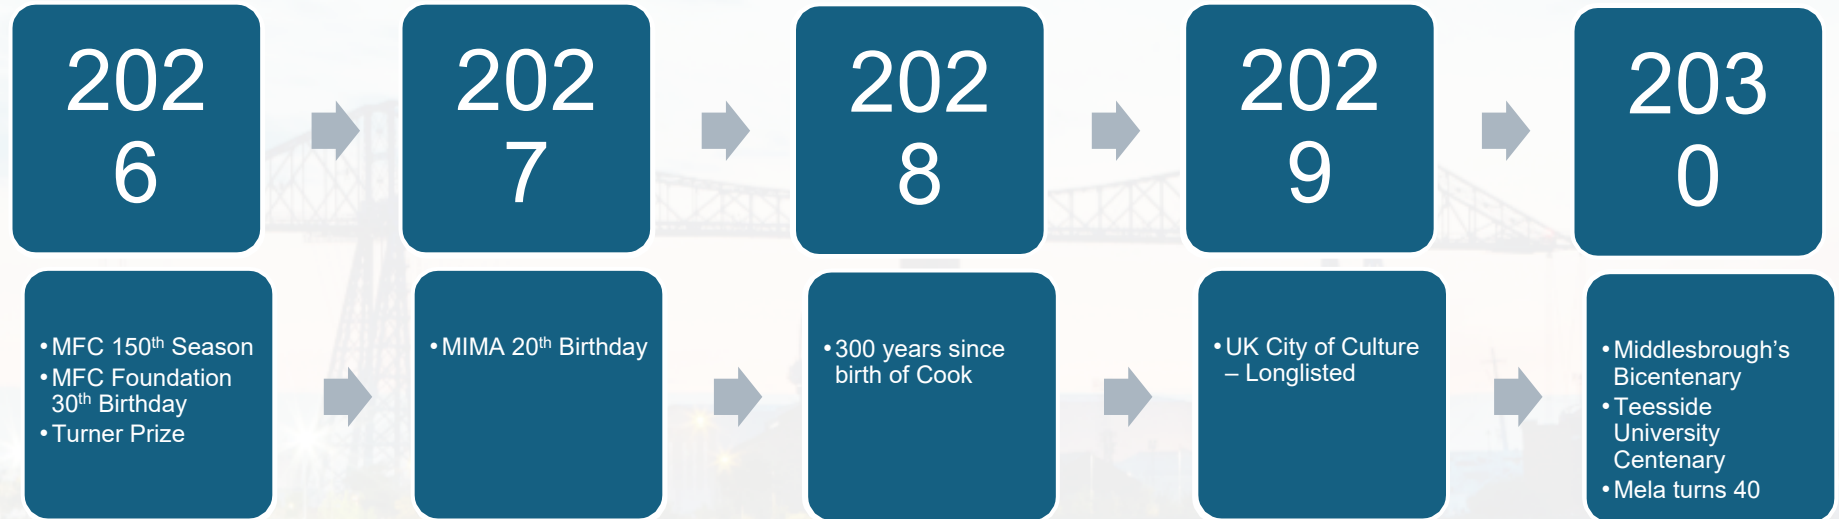 202
6
202
7
202
8
202
9
203
0
• MFC 150th Season
• MFC Foundation
30th Birthday
• Turner Prize
• MIMA 20th Birthday
• 300 years since
birth of Cook
• UK City of Culture
– Longlisted
• Middlesbrough’s
Bicentenary
• Teesside
University
Centenary
• Mela turns 40